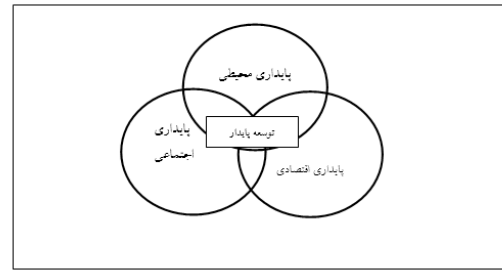 پایداری محیطی
توسعه پایدار
پایداری
اجتماعی
پایداری اقتصادی